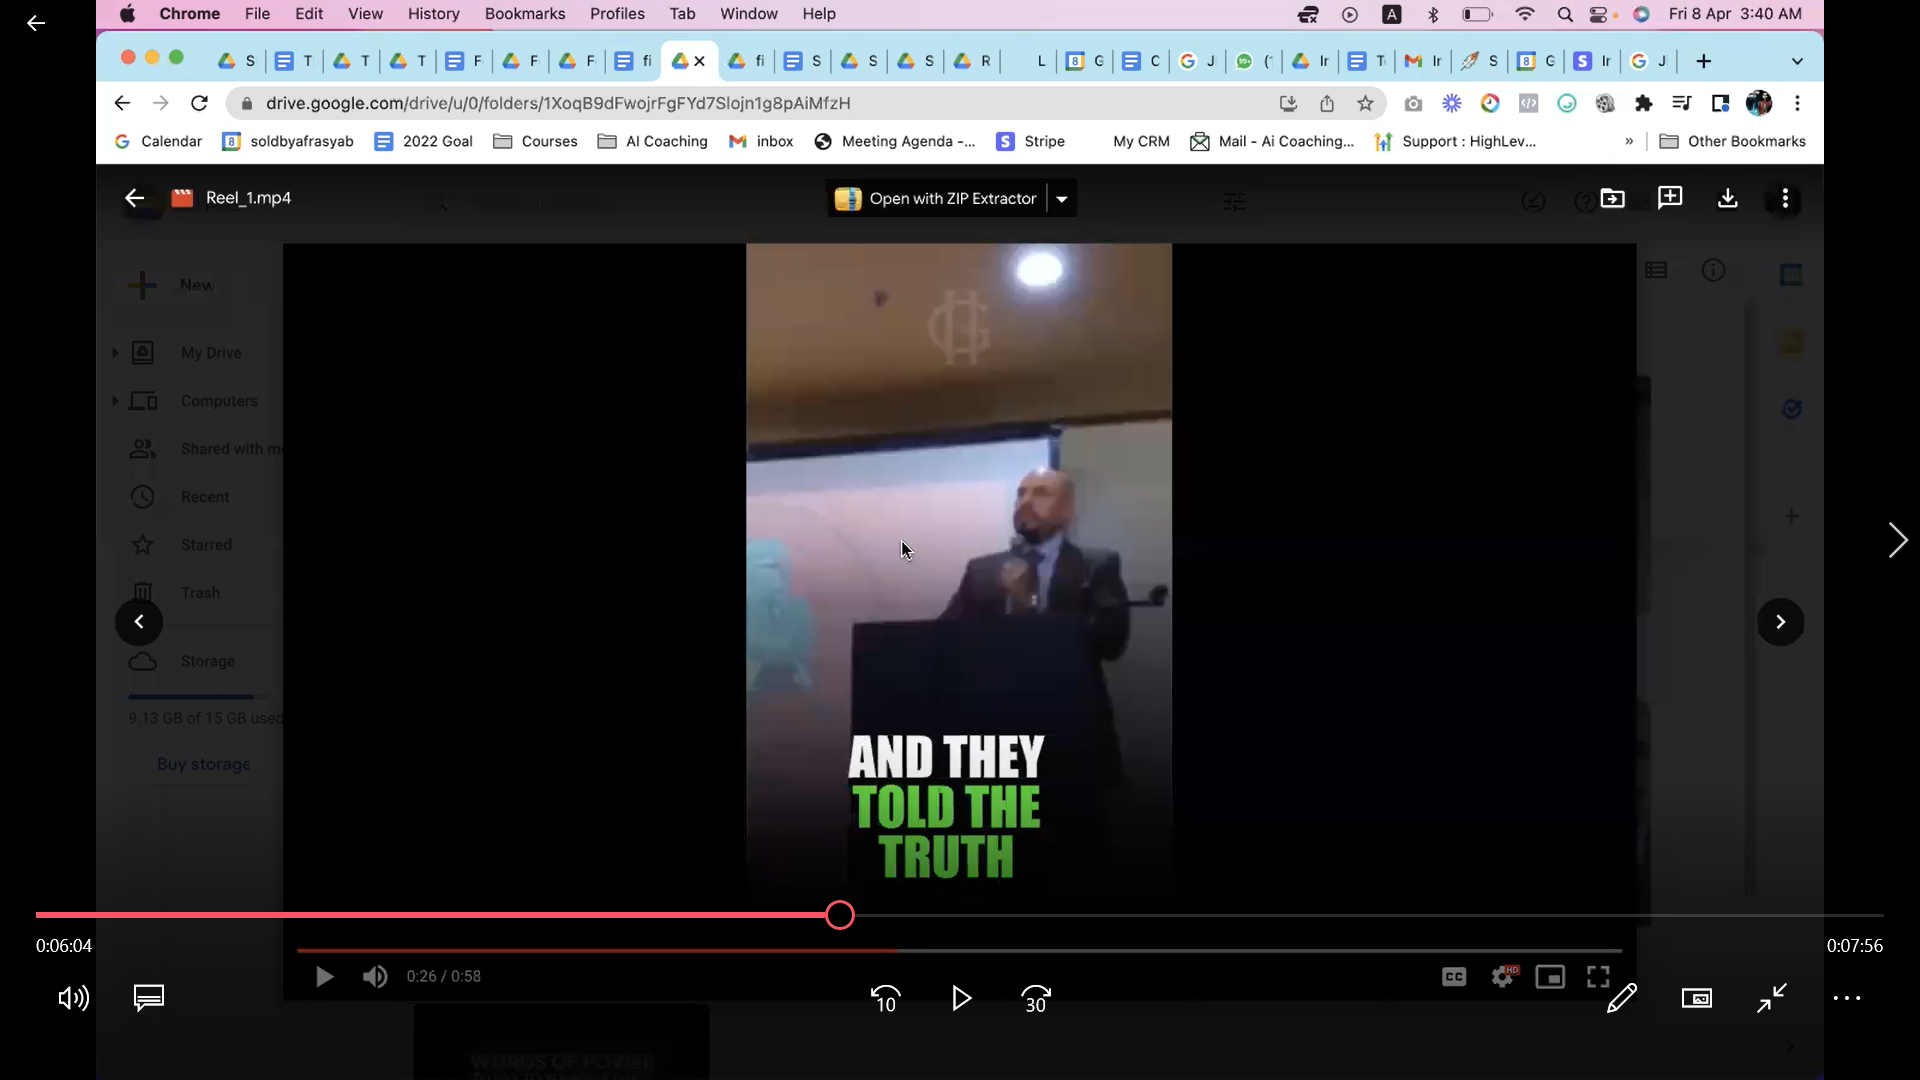 Chrome File Edit View History Bookmarks Profiles Tab Window Help A Fri 8 Apr 3:40 AM
S T T T F F F fi fi S S S R L G C J Ir T Ir S G Ir J
drive.google.com/drive/u/0/folders/1XoqB9dFwojrFgFYd7Slojn1g8pAiMfzH
Calendar soldbyafrasyab 2022 Goal Courses AI Coaching inbox Meeting Agenda -... Stripe My CRM Mail - Ai Coaching... Support : HighLev... » Other Bookmarks
Reel_1.mp4 Open with ZIP Extractor
New
My Drive
Computers
Shared with me
Recent
Starred
Trash
Storage
9.13 GB of 15 GB used
Buy storage
AND THEY
TOLD THE
TRUTH
0:06:04 0:07:56
0:26 / 0:58 CC HD
10 30
WORDS OF POWER